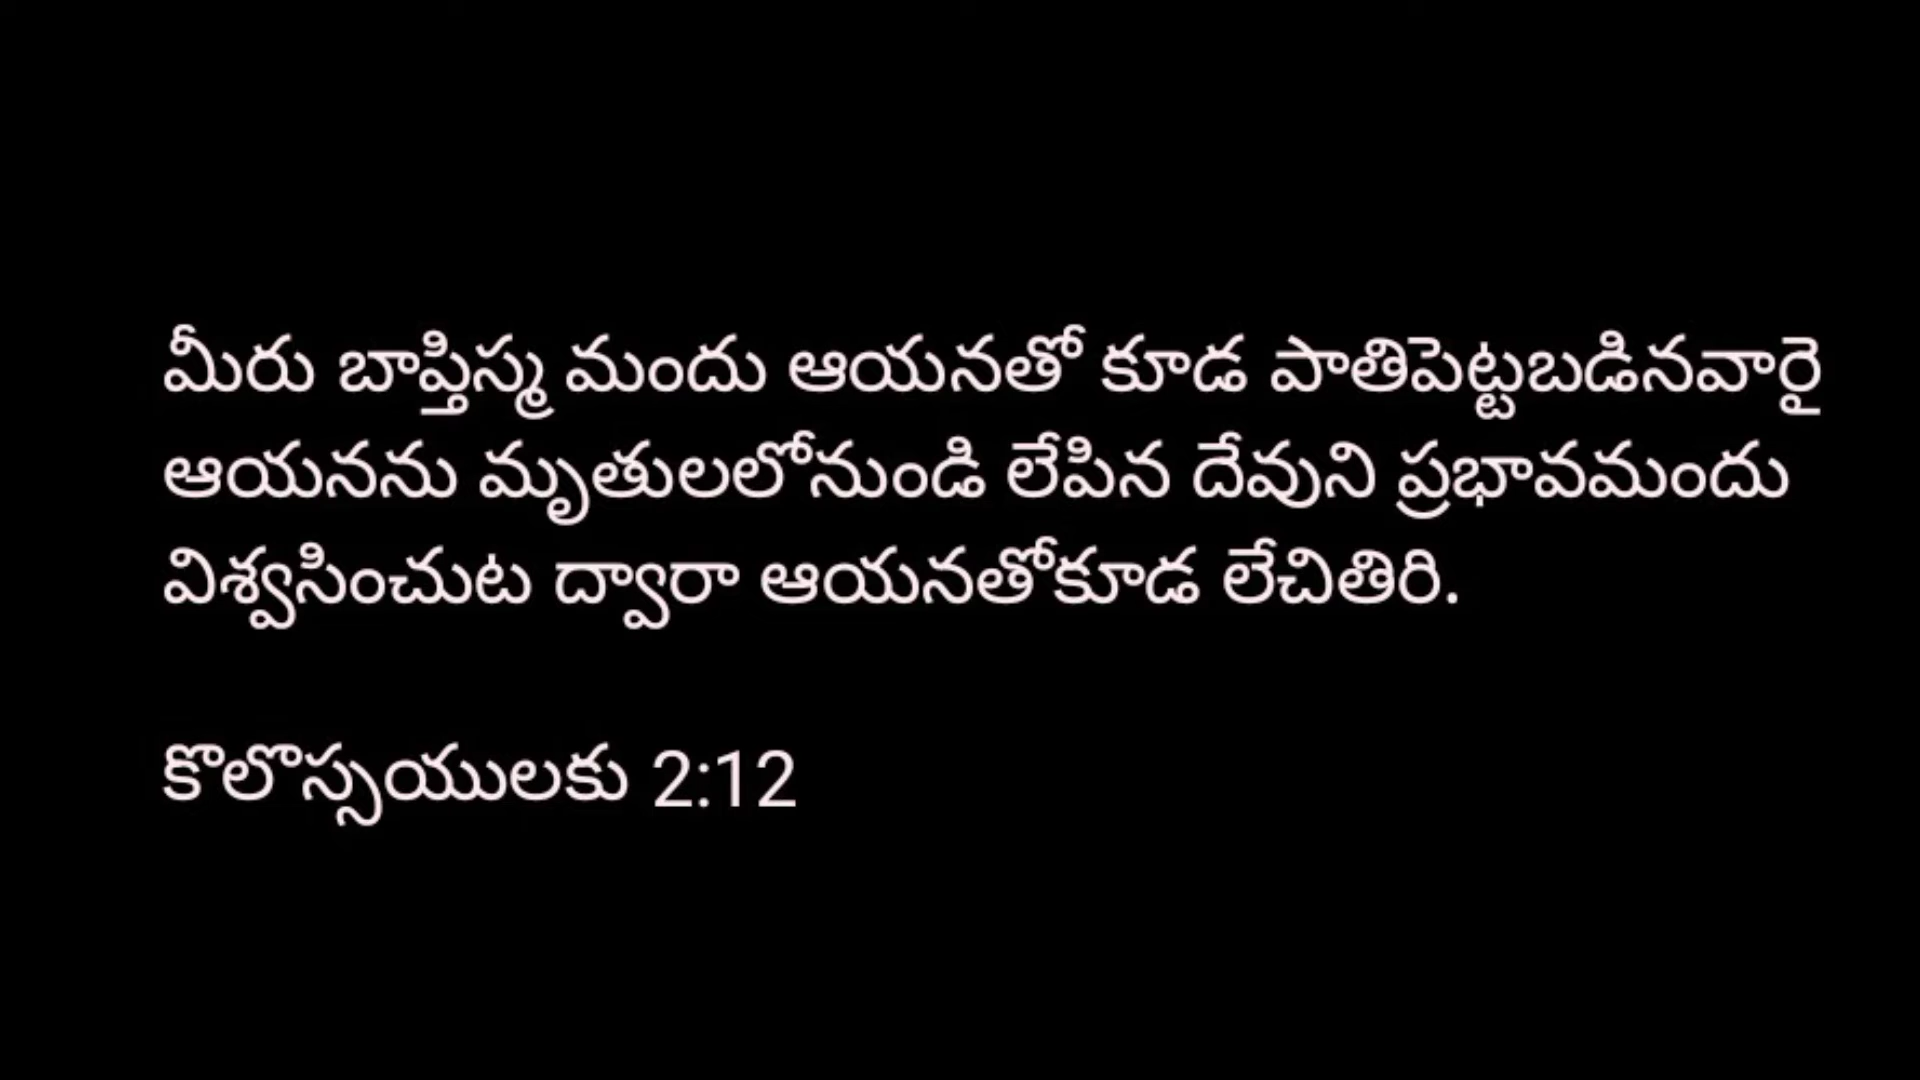 మీరు బాప్తిస్మ మందు ఆయనతో కూడ పాతిపెట్టబడినవారై
ఆయనను మృతులలోనుండి లేపిన దేవుని ప్రభావమందు
విశ్వసించుట ద్వారా ఆయనతోకూడ లేచితిరి.
కొలొస్సయులకు 2:12